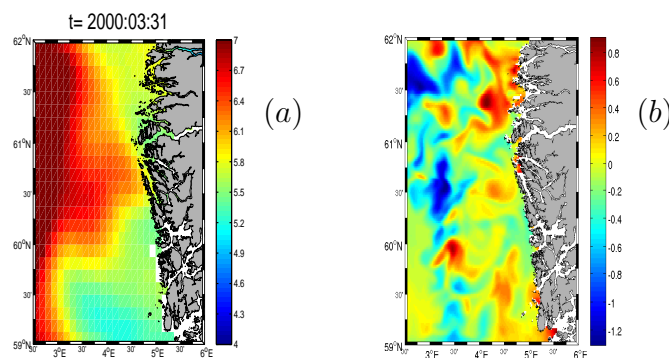 t= 2000:03:31
62°N
30'
61°N
30'
60°N
30'
59°N
3°E
30'
4°E
30'
5°E
30'
6°E
7
6.7
6.4
6.1
5.8
5.5
5.2
4.9
4.6
4.3
4
(a)
62°N
30'
61°N
30'
60°N
30'
59°N
3°E
30'
4°E
30'
5°E
30'
6°E
0.8
0.6
0.4
0.2
0
-0.2
-0.4
-0.6
-0.8
-1
-1.2
(b)